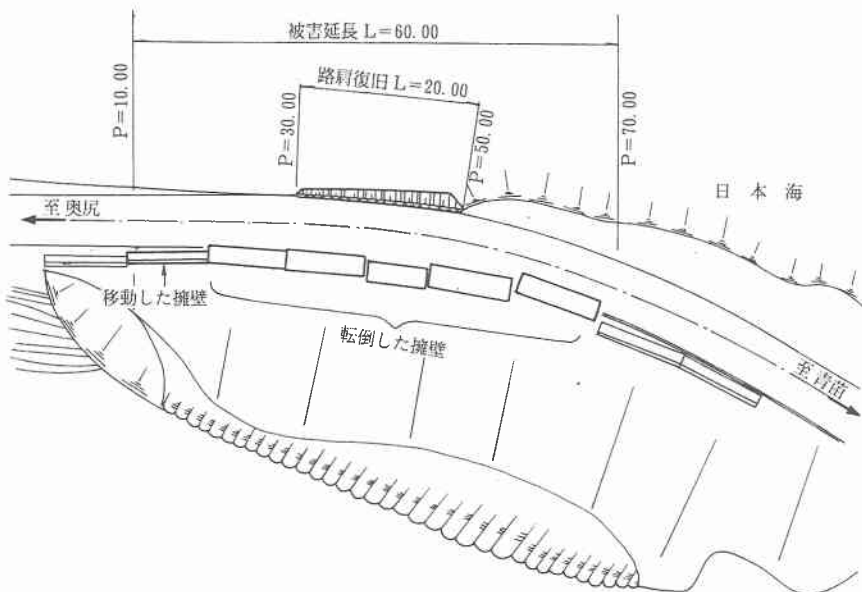 被害延長L=60.00
路肩復旧L=20.00
P=10.00
P=30.00
P=50.00
P=70.00
日本海
至奥尻
移動した擁壁
転倒した擁壁
至青苗